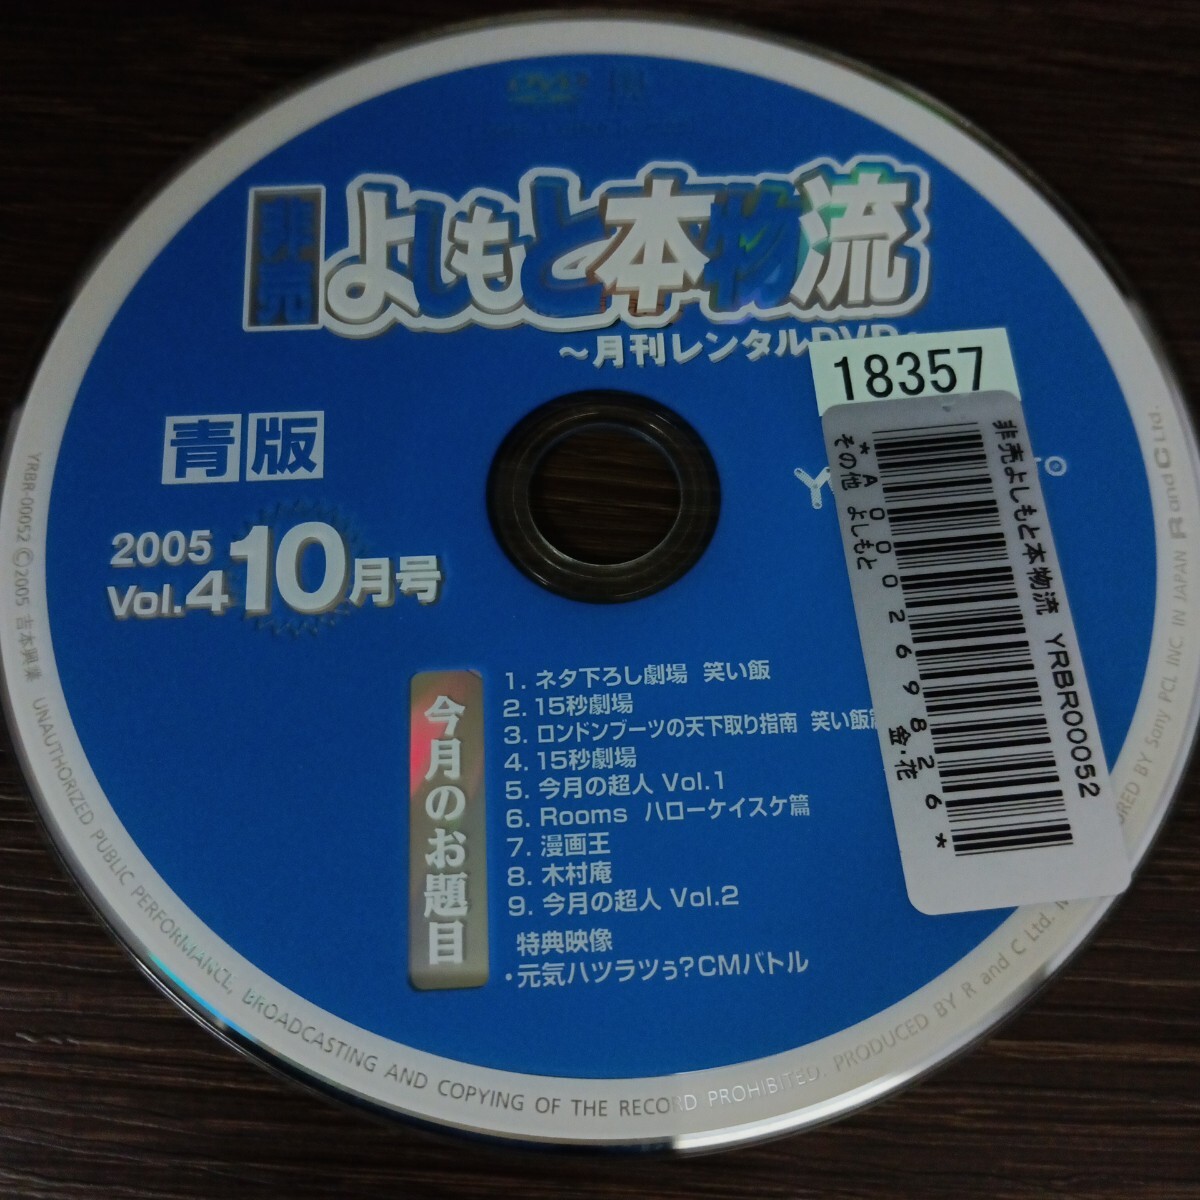 DVD
非売
よしもと本物流
〜月刊レンタルDVD〜
18357
青版
2005
Vol.4 10月号
非売よしもと本物流 YRBR00052
*A000269826*
その他 よしもと 金・花
今月のお題目
1. ネタ下ろし劇場 笑い飯
2. 15秒劇場
3. ロンドンブーツの天下取り指南 笑い飯篇
4. 15秒劇場
5. 今月の超人 Vol.1
6. Rooms ハローケイスケ篇
7. 漫画王
8. 木村庵
9. 今月の超人 Vol.2
特典映像
・元気ハツラツぅ?CMバトル
YRBR-00052 ©2005 吉本興業 UNAUTHORIZED PUBLIC PERFORMANCE, BROADCASTING AND COPYING OF THE RECORD PROHIBITED. PRODUCED BY R and C Ltd.
BY Sony PCL INC. IN JAPAN R and C Ltd.